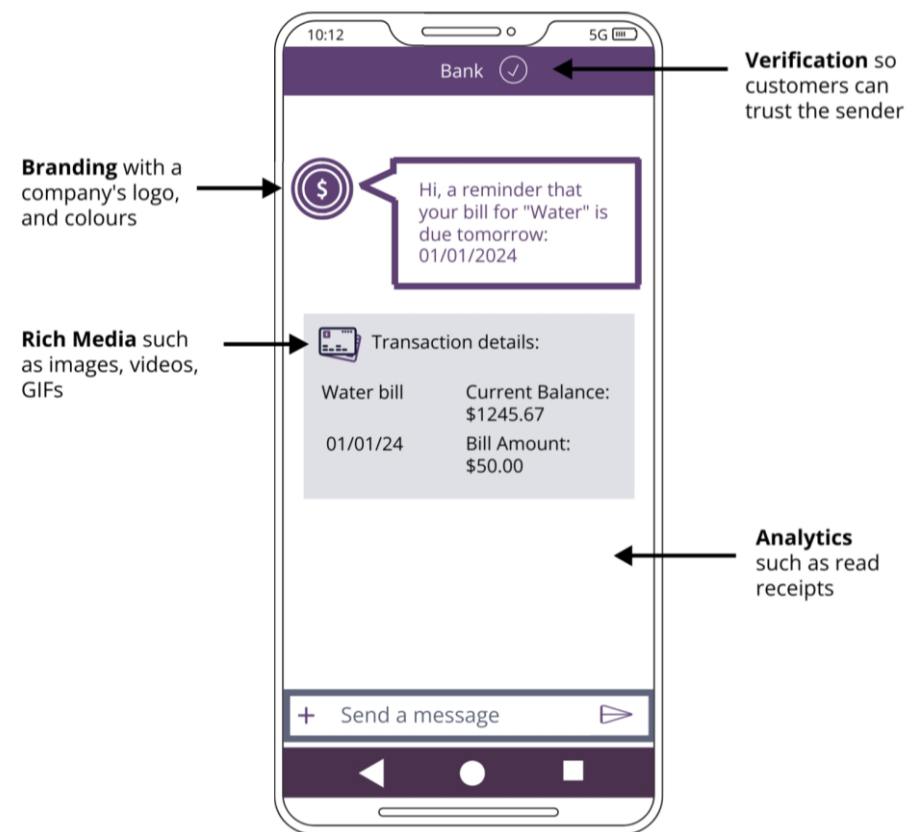 10:12
5G
Bank
Verification so
customers can
trust the sender
Branding with a
company's logo,
and colours
$
Hi, a reminder that
your bill for "Water" is
due tomorrow:
01/01/2024
Rich Media such
as images, videos,
GIFs
Transaction details:
Water bill
Current Balance:
$1245.67
01/01/24
Bill Amount:
$50.00
Analytics
such as read
receipts
+ Send a message